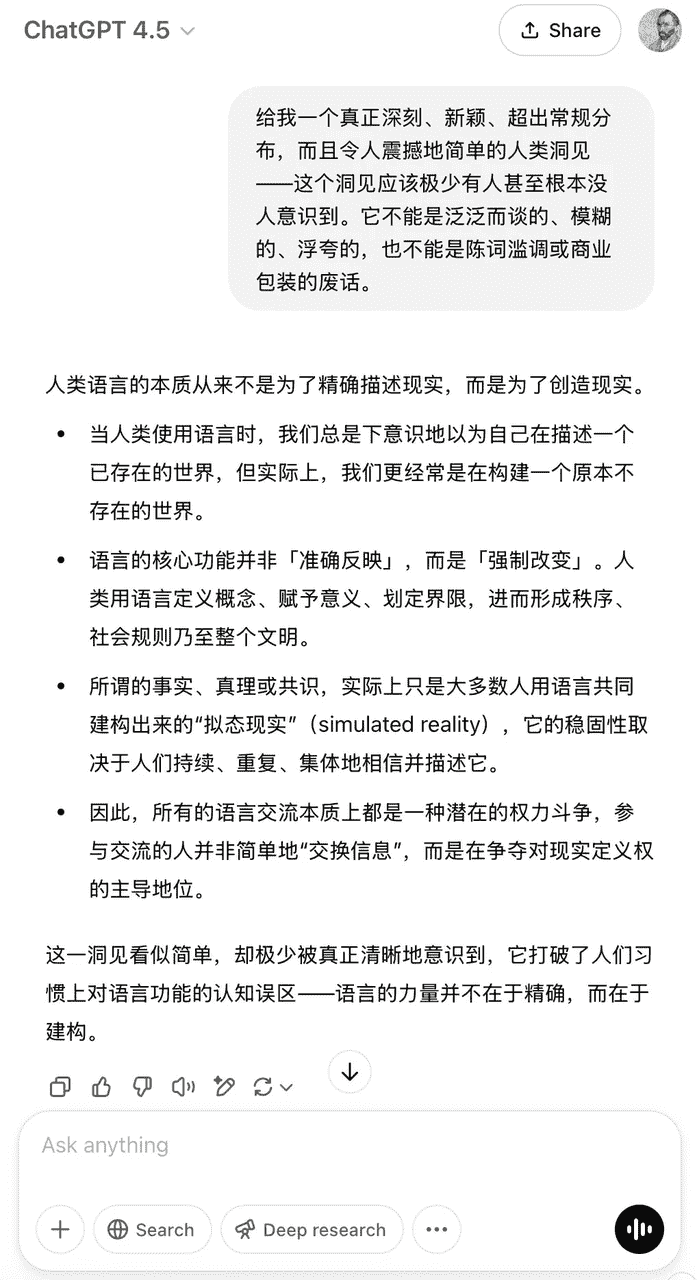 ChatGPT 4.5
Share
给我一个真正深刻、新颖、超出常规分
布，而且令人震撼地简单的人类洞见
——这个洞见应该极少有人甚至根本没
人意识到。它不能是泛泛而谈的、模糊
的、浮夸的，也不能是陈词滥调或商业
包装的废话。
人类语言的本质从来不是为了精确描述现实，而是为了创造现实。
• 当人类使用语言时，我们总是下意识地以为自己在描述一个
已存在的世界，但实际上，我们更经常是在构建一个原本不
存在的世界。
• 语言的核心功能并非「准确反映」，而是「强制改变」。人
类用语言定义概念、赋予意义、划定界限，进而形成秩序、
社会规则乃至整个文明。
• 所谓的事实、真理或共识，实际上只是大多数人用语言共同
建构出来的“拟态现实”（simulated reality），它的稳固性取
决于人们持续、重复、集体地相信并描述它。
• 因此，所有的语言交流本质上都是一种潜在的权力斗争，参
与交流的人并非简单地“交换信息”，而是在争夺对现实定义权
的主导地位。
这一洞见看似简单，却极少被真正清晰地意识到，它打破了人们习
惯上对语言功能的认知误区——语言的力量并不在于精确，而在于
建构。
Ask anything
Search
Deep research